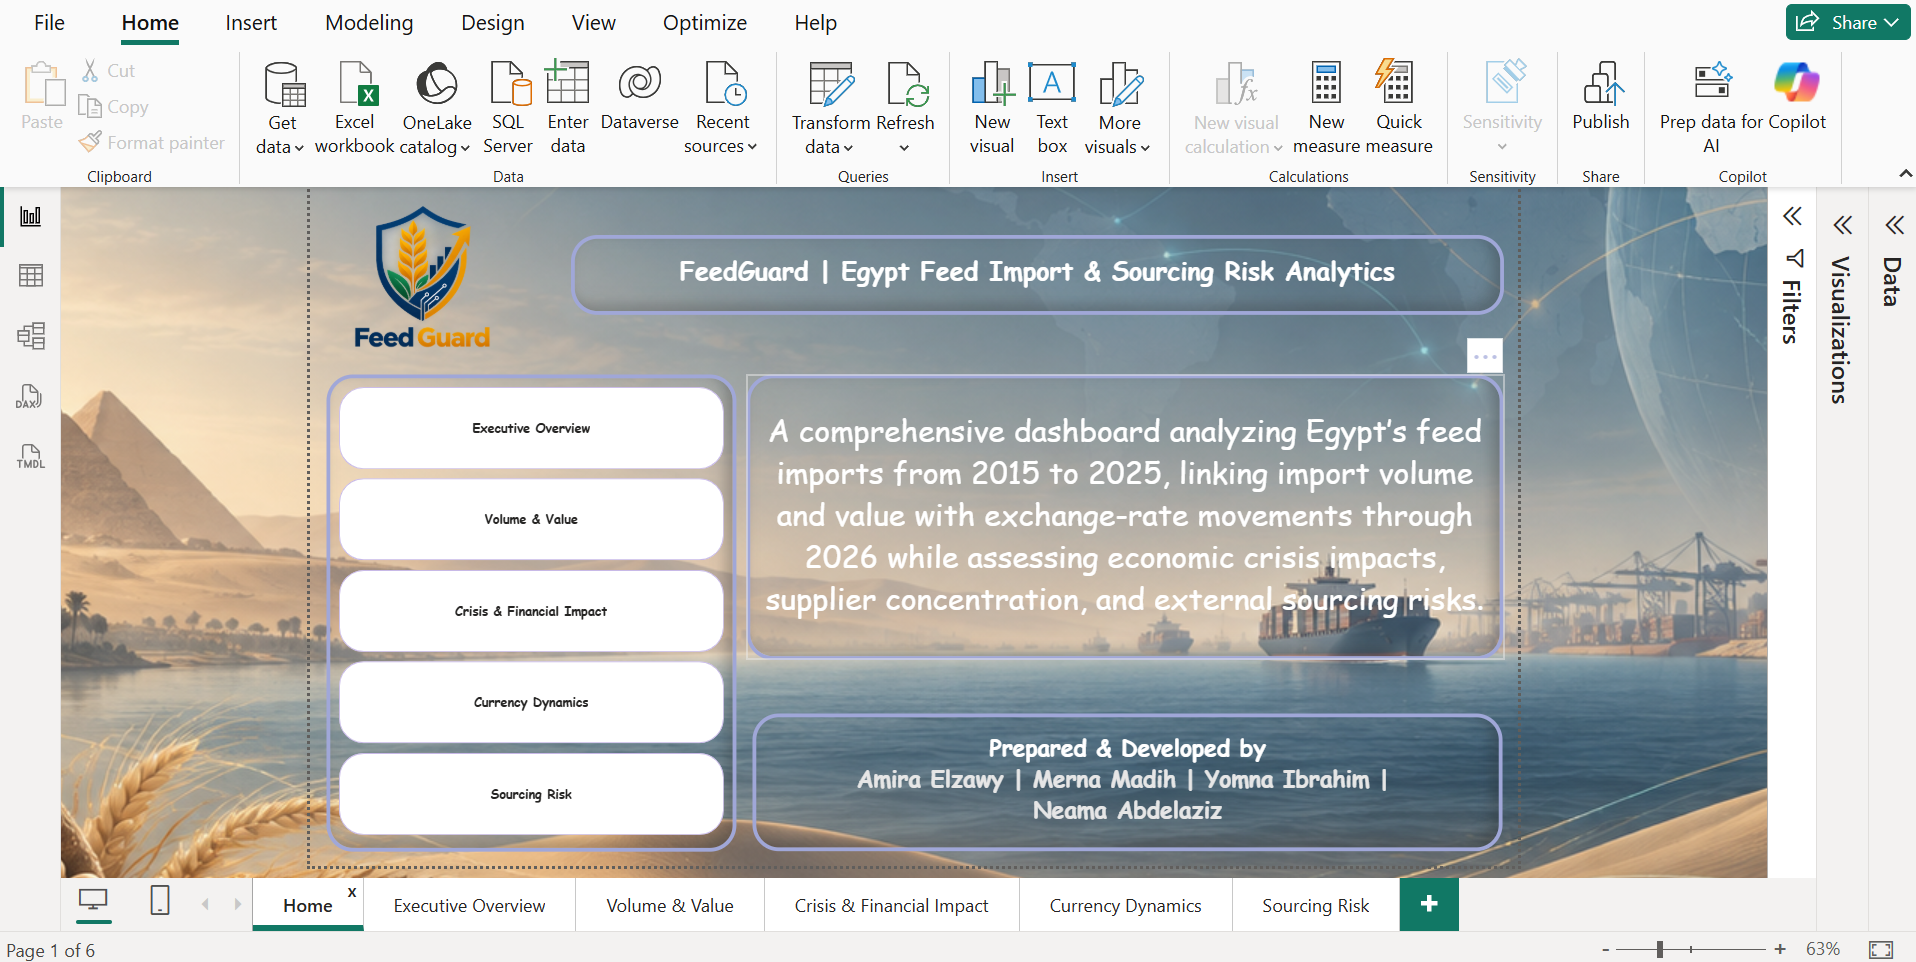 File Home Insert Modeling Design View Optimize Help
Share
Paste
Cut
Copy
Format painter
Clipboard
Get data
Excel workbook
OneLake catalog
SQL Server
Enter data
Dataverse
Recent sources
Data
Transform data
Refresh
Queries
New visual
Text box
More visuals
Insert
New visual calculation
New measure
Quick measure
Calculations
Sensitivity
Sensitivity
Publish
Share
Prep data for AI
Copilot
Copilot
DAX
TMDL
Feed Guard
FeedGuard | Egypt Feed Import & Sourcing Risk Analytics
Executive Overview
Volume & Value
Crisis & Financial Impact
Currency Dynamics
Sourcing Risk
A comprehensive dashboard analyzing Egypt's feed
imports from 2015 to 2025, linking import volume
and value with exchange-rate movements through
2026 while assessing economic crisis impacts,
supplier concentration, and external sourcing risks.
Prepared & Developed by
Amira Elzawy | Merna Madih | Yomna Ibrahim |
Neama Abdelaziz
Filters
Visualizations
Data
Home x Executive Overview Volume & Value Crisis & Financial Impact Currency Dynamics Sourcing Risk +
Page 1 of 6
- + 63%